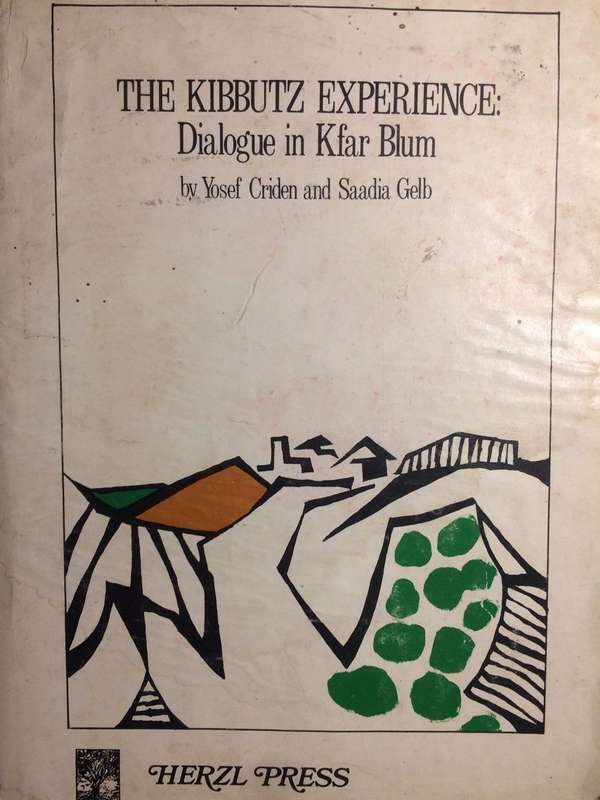 THE KIBBUTZ EXPERIENCE:
Dialogue in Kfar Blum
by Yosef Criden and Saadia Gelb
HERZL PRESS